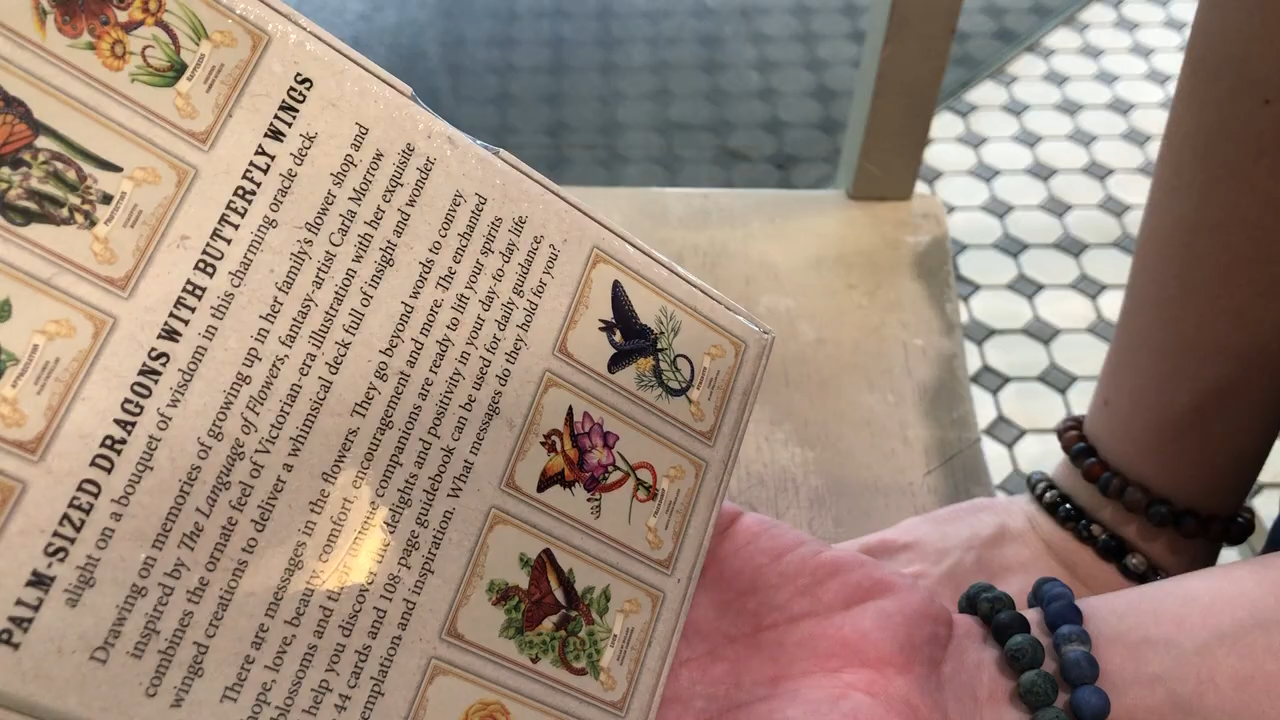 HAPPINESS
PROTECTION
APPRECIATION
PALM-SIZED DRAGONS WITH BUTTERFLY WINGS
alight on a bouquet of wisdom in this charming oracle deck.
Drawing on memories of growing up in her family's flower shop and
inspired by The Language of Flowers, fantasy artist Carla Morrow
combines the ornate feel of Victorian-era illustration with her exquisite
winged creations to deliver a whimsical deck full of insight and wonder.
There are messages in the flowers. They go beyond words to convey
hope, love, beauty, comfort, encouragement and more. The enchanted
blossoms and their companions are ready to lift your spirits
help you discover delights and positivity in your day-to-day life.
44 cards and 108-page guidebook can be used for daily guidance,
and inspiration. What messages do they hold for you?
FRIENDSHIP
LUCK